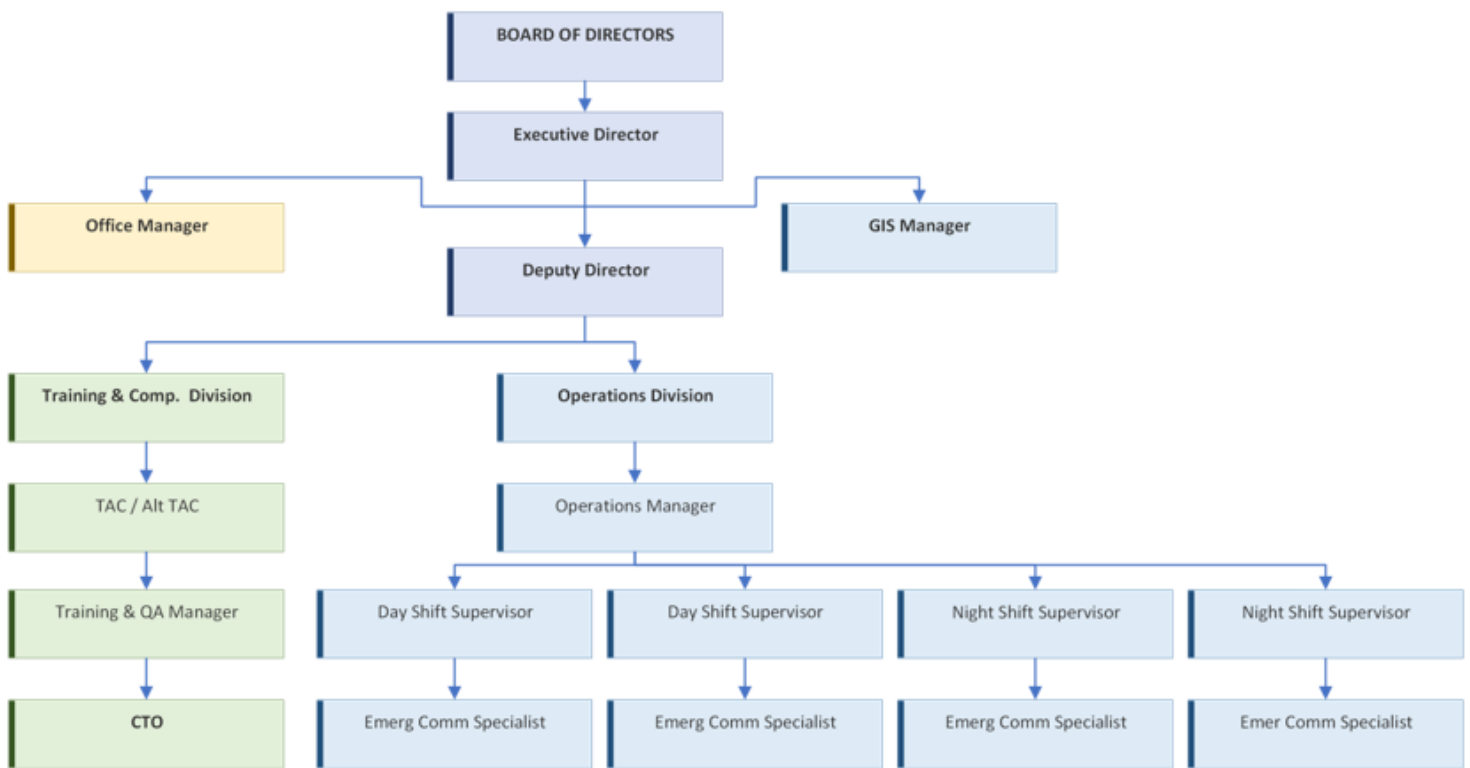 BOARD OF DIRECTORS
Executive Director
Office Manager
GIS Manager
Deputy Director
Training & Comp. Division
Operations Division
TAC / Alt TAC
Operations Manager
Training & QA Manager
Day Shift Supervisor
Day Shift Supervisor
Night Shift Supervisor
Night Shift Supervisor
CTO
Emerg Comm Specialist
Emerg Comm Specialist
Emerg Comm Specialist
Emer Comm Specialist